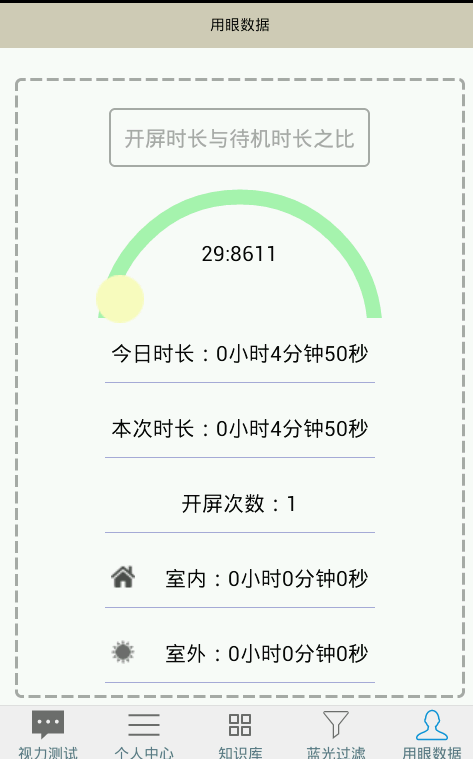 用眼数据
开屏时长与待机时长之比
29:8611
今日时长：0小时4分钟50秒
本次时长：0小时4分钟50秒
开屏次数：1
室内：0小时0分钟0秒
室外：0小时0分钟0秒
视力测试 个人中心 知识库 蓝光过滤 用眼数据